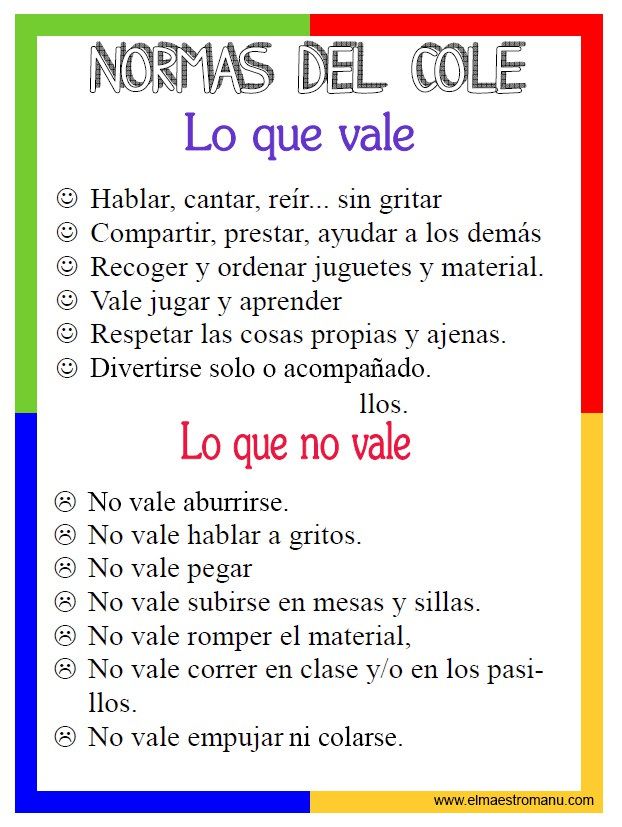 NORMAS DEL COLE
Lo que vale
☺ Hablar, cantar, reír... sin gritar
☺ Compartir, prestar, ayudar a los demás
☺ Recoger y ordenar juguetes y material.
☺ Vale jugar y aprender
☺ Respetar las cosas propias y ajenas.
☺ Divertirse solo o acompañado.
llos.
Lo que no vale
☹ No vale aburrirse.
☹ No vale hablar a gritos.
☹ No vale pegar
☹ No vale subirse en mesas y sillas.
☹ No vale romper el material,
☹ No vale correr en clase y/o en los pasi-
llos.
☹ No vale empujar ni colarse.
www.elmaestromanu.com